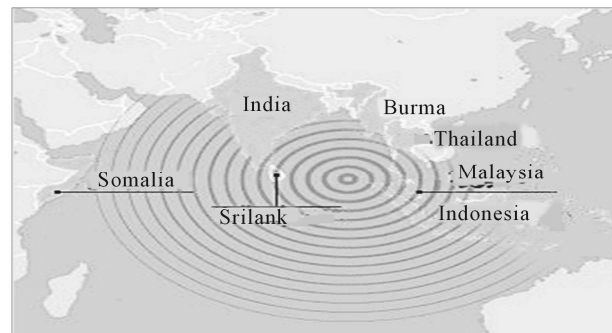 India
Burma
Thailand
Somalia
Malaysia
Srilank
Indonesia